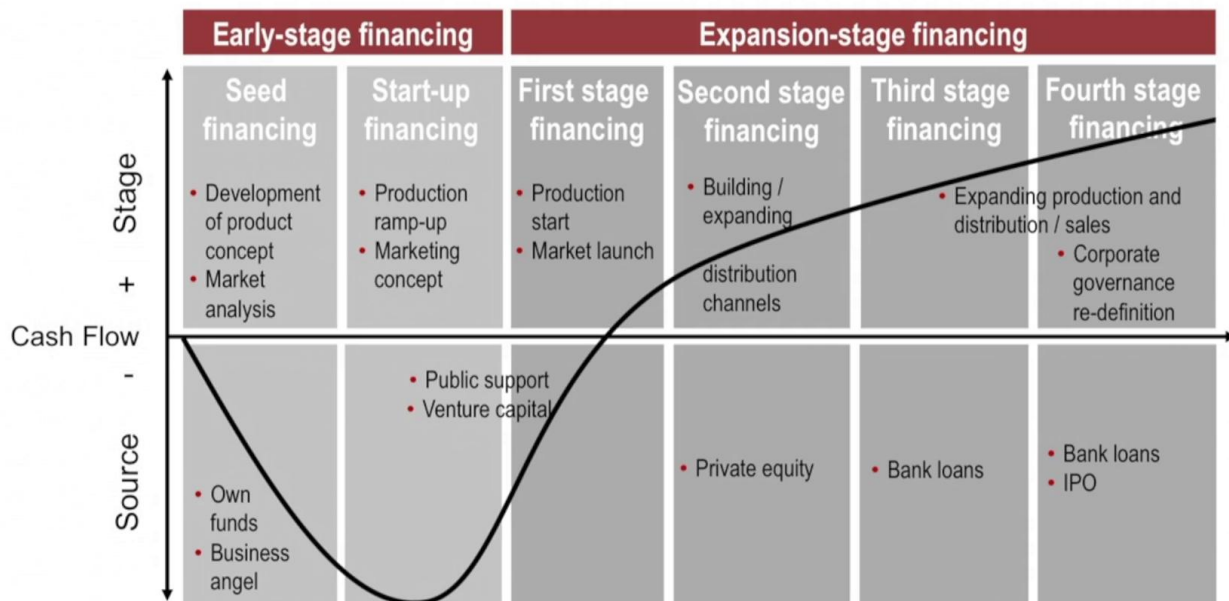 Early-stage financing
Expansion-stage financing
Seed
financing
Start-up
financing
First stage
financing
Second stage
financing
Third stage
financing
Fourth stage
financing
Stage
+
Cash Flow
-
Source
• Development
of product
concept
• Market
analysis
• Production
ramp-up
• Marketing
concept
• Production
start
• Market launch
• Building /
expanding
distribution
channels
• Expanding production and
distribution / sales
• Corporate
governance
re-definition
• Own
funds
• Business
angel
• Public support
• Venture capital
• Private equity
• Bank loans
• Bank loans
• IPO